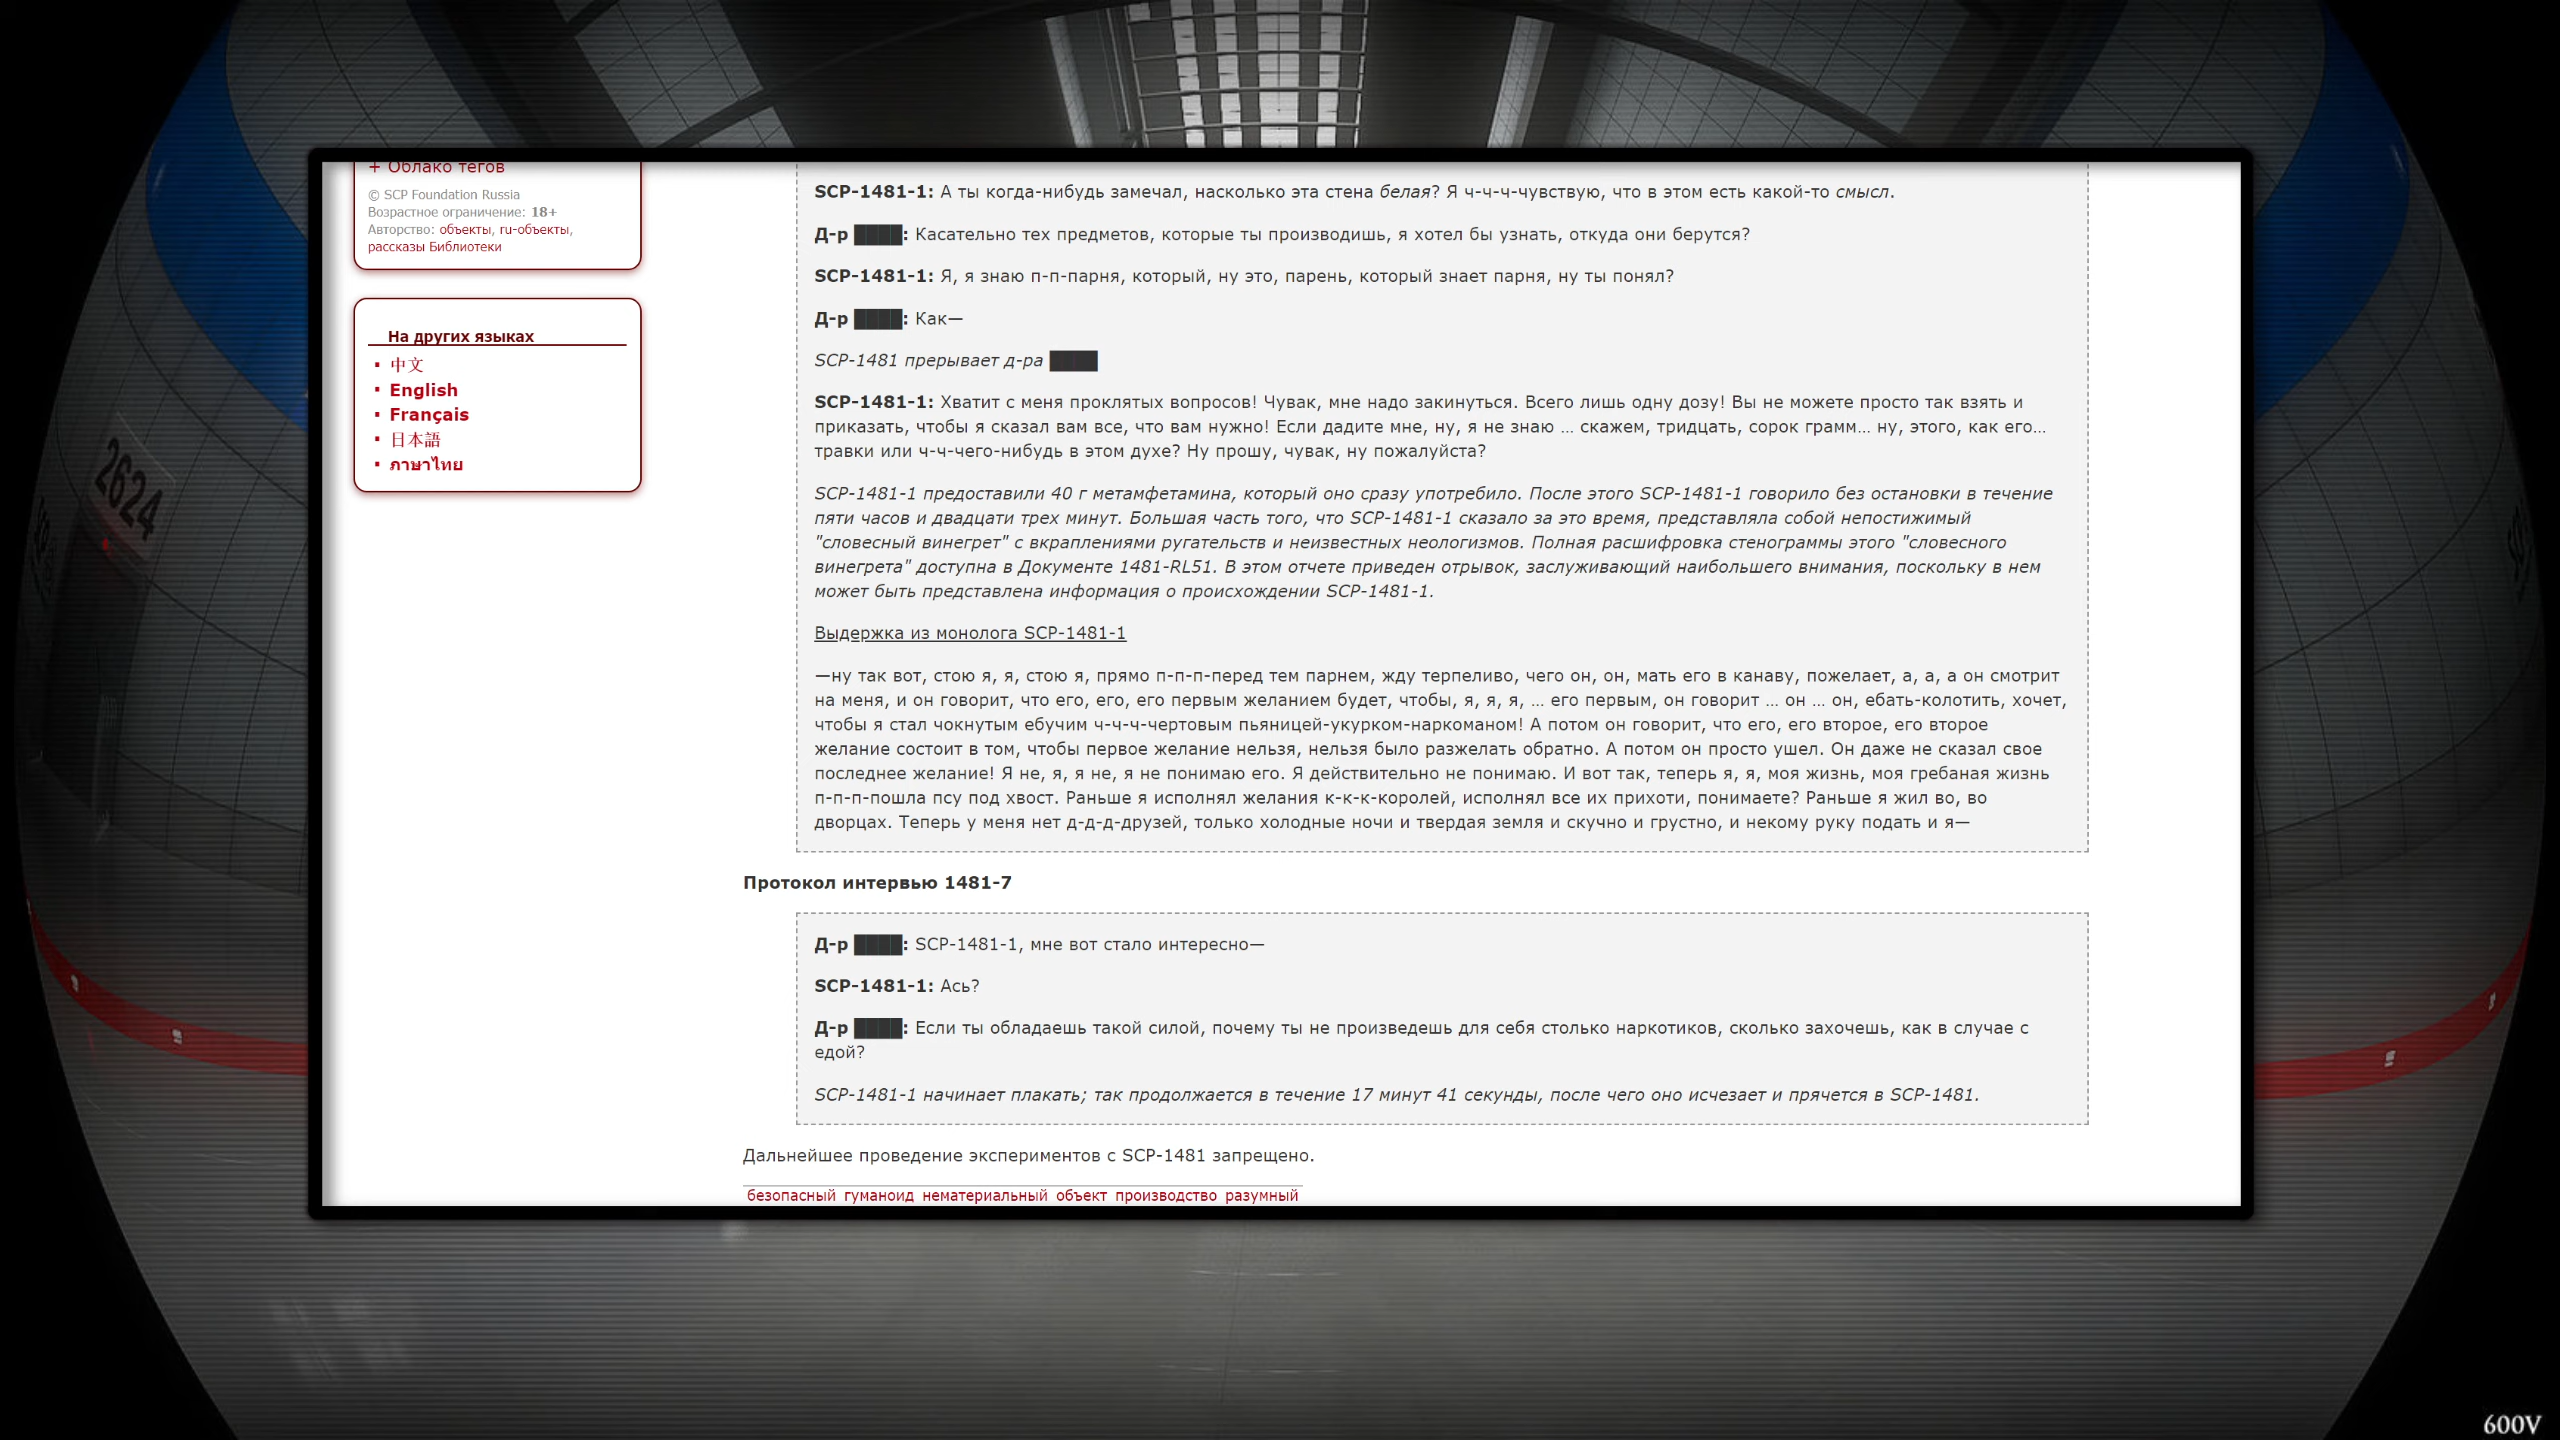 + Облако тегов
© SCP Foundation Russia
Возрастное ограничение: 18+
Авторство: объекты, ru-объекты,
рассказы Библиотеки
На других языках
中文
English
Français
日本語
ภาษาไทย
2624
SCP-1481-1: А ты когда-нибудь замечал, насколько эта стена белая? Я ч-ч-ч-чувствую, что в этом есть какой-то смысл.
Д-р ████: Касательно тех предметов, которые ты производишь, я хотел бы узнать, откуда они берутся?
SCP-1481-1: Я, я знаю п-п-парня, который, ну это, парень, который знает парня, ну ты понял?
Д-р ████: Как—
SCP-1481 прерывает д-ра ████
SCP-1481-1: Хватит с меня проклятых вопросов! Чувак, мне надо закинуться. Всего лишь одну дозу! Вы не можете просто так взять и
приказать, чтобы я сказал вам все, что вам нужно! Если дадите мне, ну, я не знаю … скажем, тридцать, сорок грамм… ну, этого, как его…
травки или ч-ч-чего-нибудь в этом духе? Ну прошу, чувак, ну пожалуйста?
SCP-1481-1 предоставили 40 г метамфетамина, который оно сразу употребило. После этого SCP-1481-1 говорило без остановки в течение
пяти часов и двадцати трех минут. Большая часть того, что SCP-1481-1 сказало за это время, представляла собой непостижимый
"словесный винегрет" с вкраплениями ругательств и неизвестных неологизмов. Полная расшифровка стенограммы этого "словесного
винегрета" доступна в Документе 1481-RL51. В этом отчете приведен отрывок, заслуживающий наибольшего внимания, поскольку в нем
может быть представлена информация о происхождении SCP-1481-1.
Выдержка из монолога SCP-1481-1
—ну так вот, стою я, я, стою я, прямо п-п-п-перед тем парнем, жду терпеливо, чего он, он, мать его в канаву, пожелает, а, а, а он смотрит
на меня, и он говорит, что его, его, его первым желанием будет, чтобы, я, я, я, … его первым, он говорит … он … он, ебать-колотить, хочет,
чтобы я стал чокнутым ебучим ч-ч-ч-чертовым пьяницей-укурком-наркоманом! А потом он говорит, что его, его второе, его второе
желание состоит в том, чтобы первое желание нельзя, нельзя было разжелать обратно. А потом он просто ушел. Он даже не сказал свое
последнее желание! Я не, я, я не, я не понимаю его. Я действительно не понимаю. И вот так, теперь я, я, моя жизнь, моя гребаная жизнь
п-п-п-пошла псу под хвост. Раньше я исполнял желания к-к-к-королей, исполнял все их прихоти, понимаете? Раньше я жил во, во
дворцах. Теперь у меня нет д-д-д-друзей, только холодные ночи и твердая земля и скучно и грустно, и некому руку подать и я—
Протокол интервью 1481-7
Д-р ████: SCP-1481-1, мне вот стало интересно—
SCP-1481-1: Ась?
Д-р ████: Если ты обладаешь такой силой, почему ты не произведешь для себя столько наркотиков, сколько захочешь, как в случае с
едой?
SCP-1481-1 начинает плакать; так продолжается в течение 17 минут 41 секунды, после чего оно исчезает и прячется в SCP-1481.
Дальнейшее проведение экспериментов с SCP-1481 запрещено.
безопасный гуманоид нематериальный объект производство разумный
600V